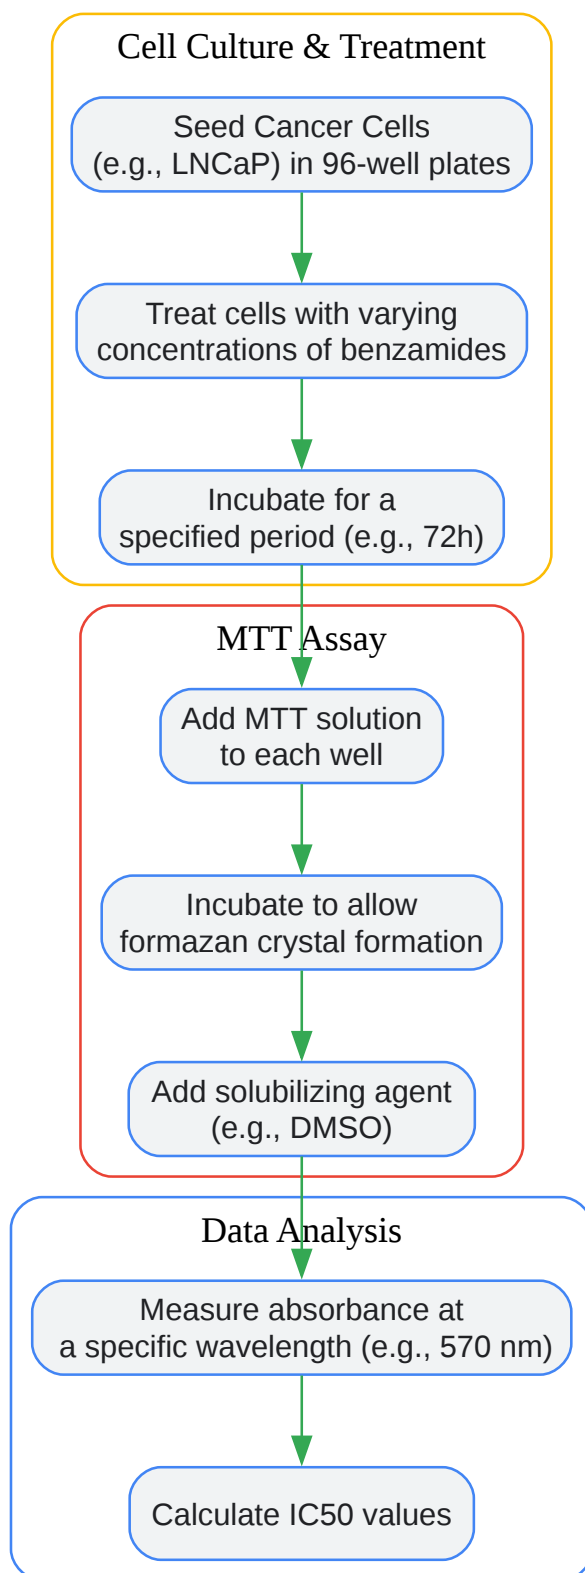 Cell Culture & Treatment
Seed Cancer Cells
(e.g., LNCaP) in 96-well plates
Treat cells with varying
concentrations of benzamides
Incubate for a
specified period (e.g., 72h)
MTT Assay
Add MTT solution
to each well
Incubate to allow
formazan crystal formation
Add solubilizing agent
(e.g., DMSO)
Data Analysis
Measure absorbance at
a specific wavelength (e.g., 570 nm)
Calculate IC50 values